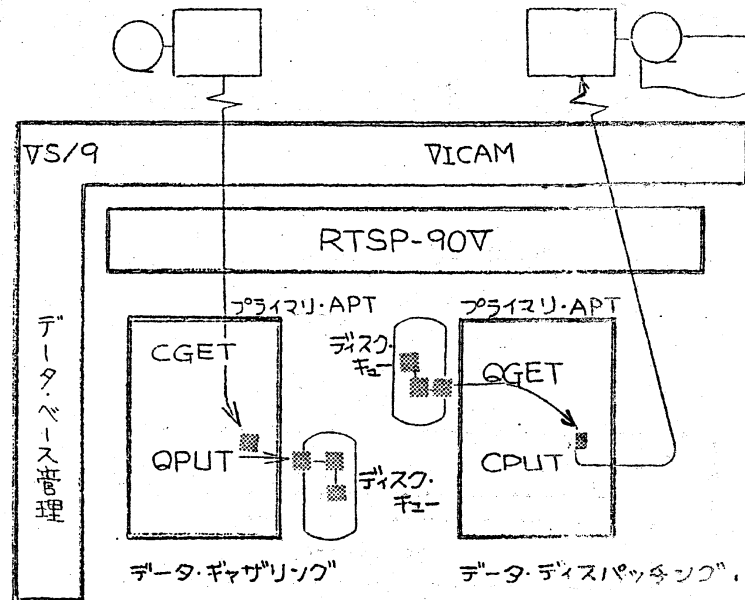 VS/9
VICAM
RTSP-90V
データ・ベース管理
プライマリ・APT
CGET
QPUT
ディスク・
キュー
データ・ギャザリング
ディスク・
キュー
プライマリ・APT
QGET
CPUT
データ・ディスパッチング.